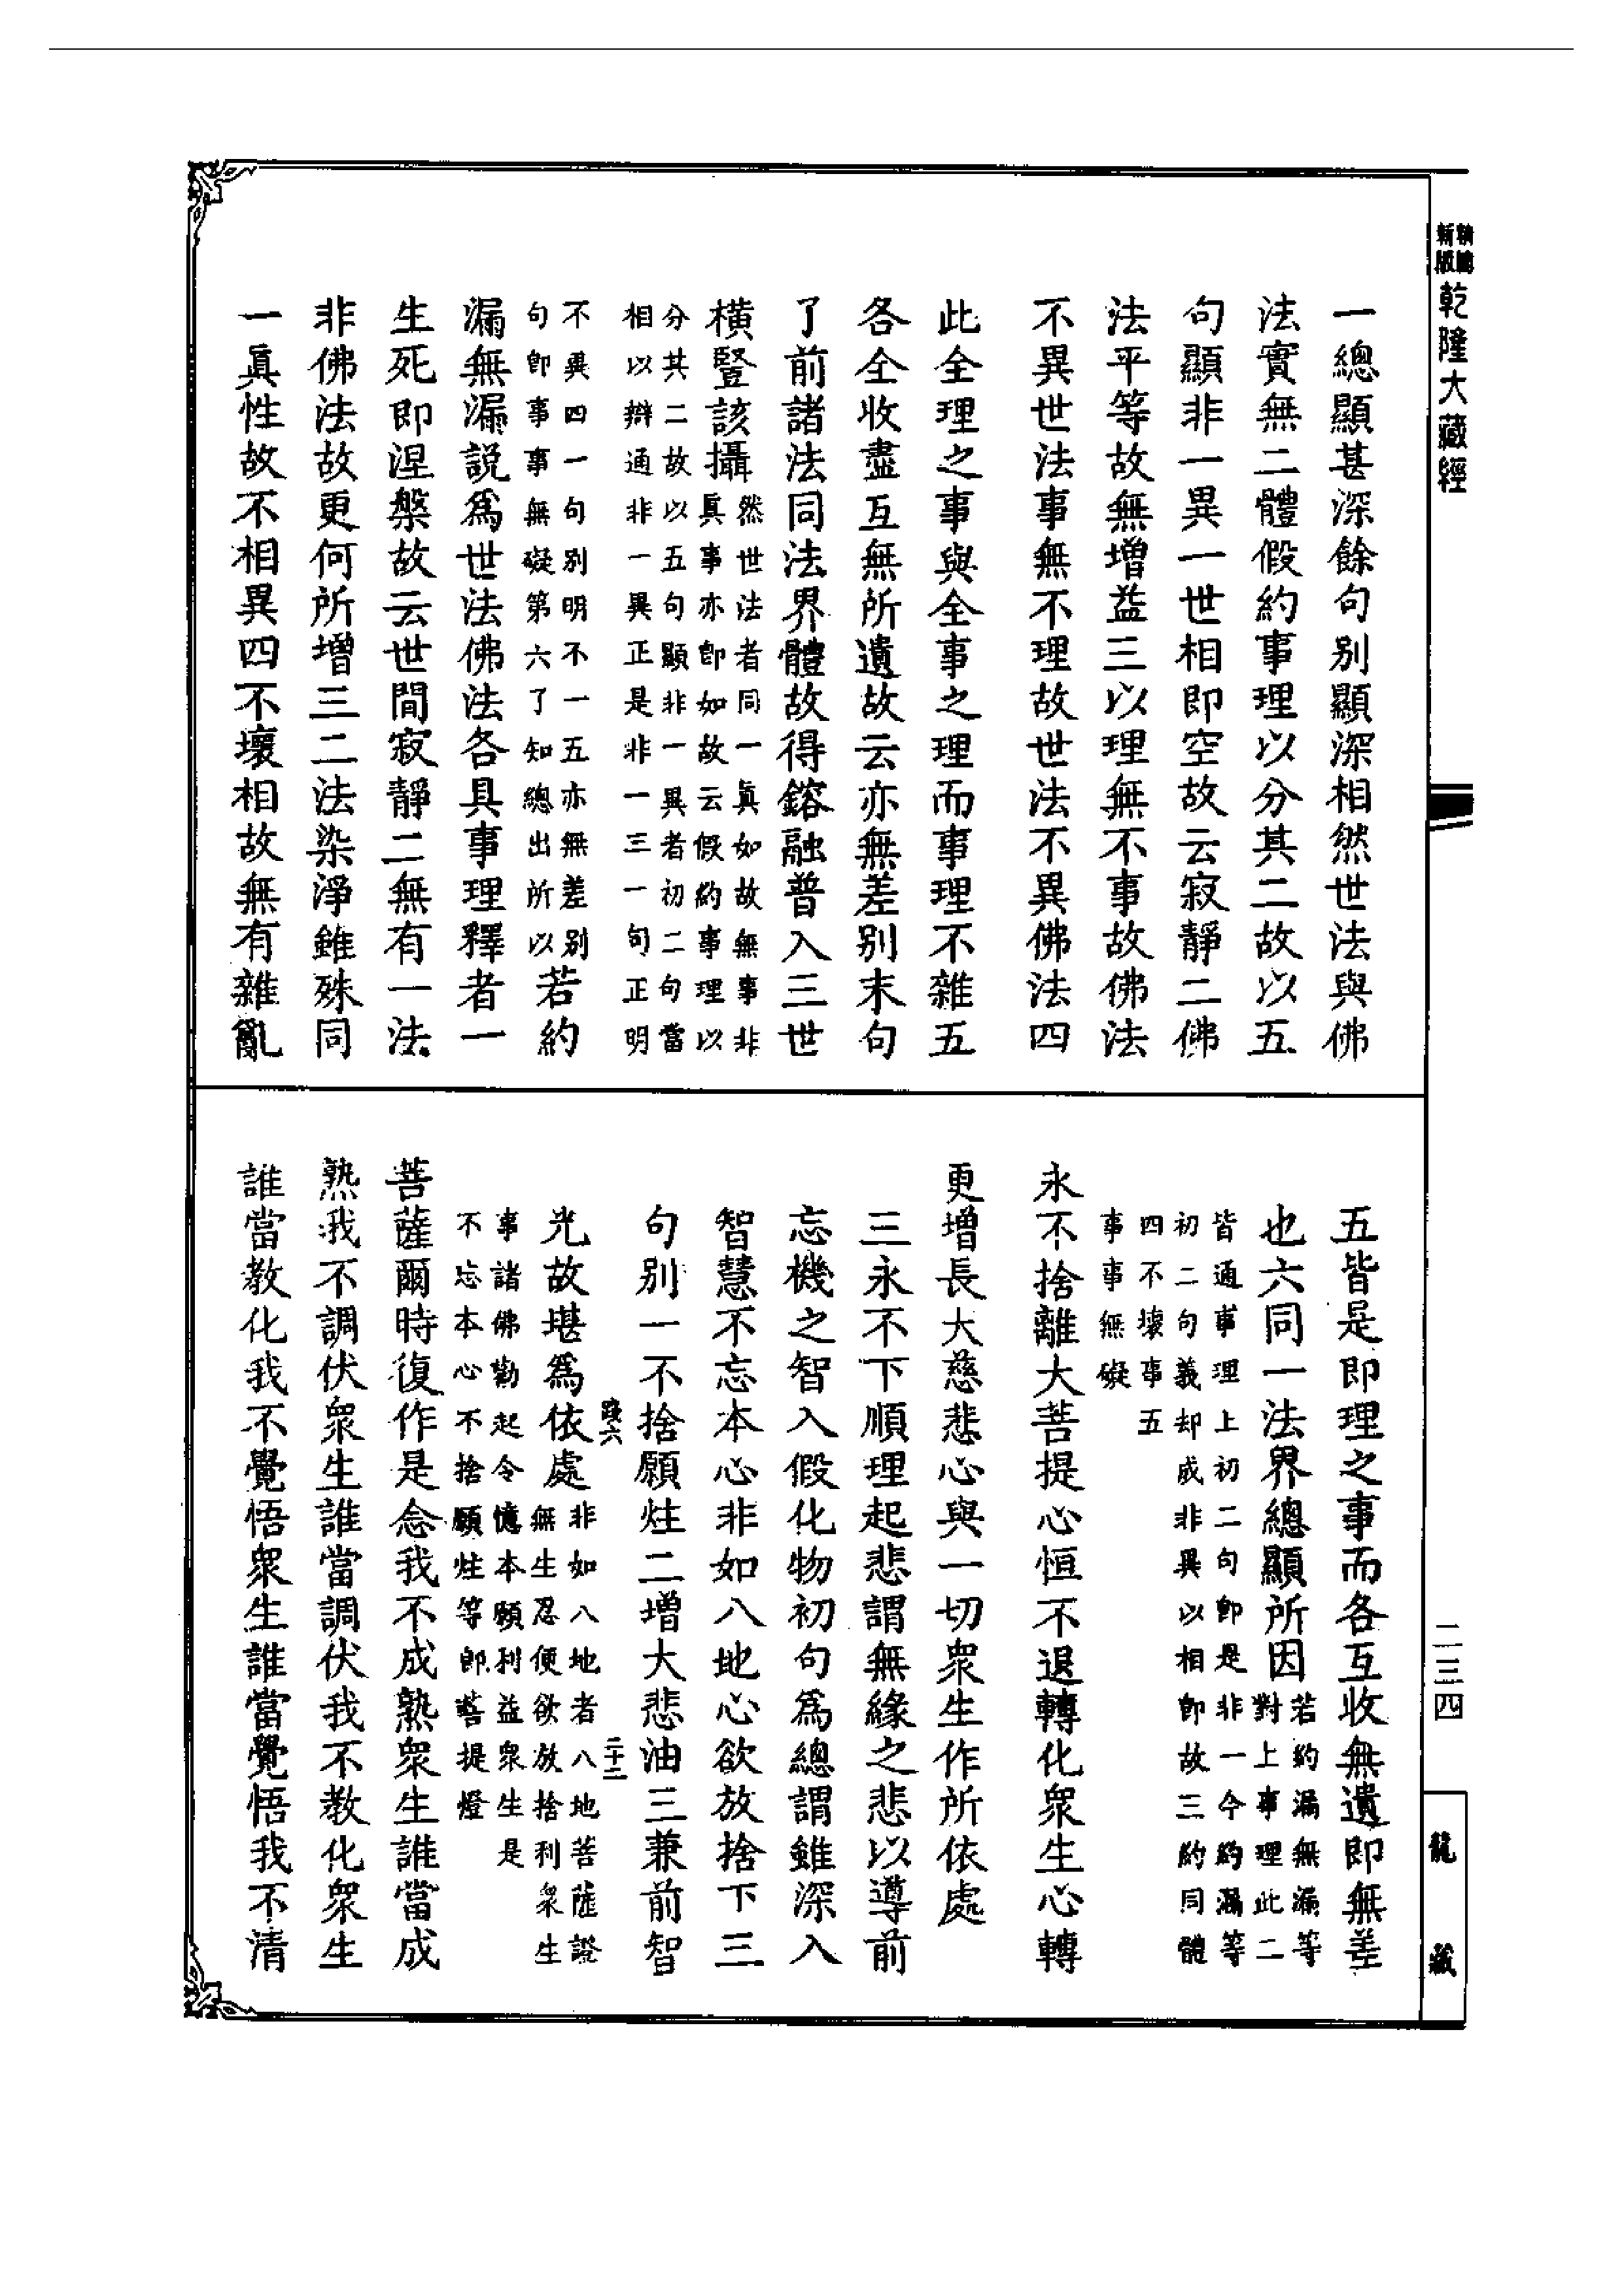 新版
精縮
乾隆大藏經
二三四
龍藏
一總顯甚深餘句別顯深相然世法與佛
法實無二體假約事理以分其二故以五
句顯非一異一世相即空故云寂靜二佛
法平等故無增益三以理無不事故佛法
不異世法事無不理故世法不異佛法四
此全理之事與全事之理而事理不雜五
各全收盡互無所遺故云亦無差別末句
了前諸法同法界體故得鎔融普入三世
橫豎該攝然世法者同一眞如故無事非
眞事亦即如故云假約事理以
分其二故以五句顯非一異者初二句當
相以辯通非一異正是非一三一句正明
不異四一句別明不一五亦無差別
句即事事無礙第六了知總出所以若約
漏無漏說爲世法佛法各具事理釋者一
生死即涅槃故云世間寂靜二無有一法
非佛法故更何所增三二法染淨雖殊同
一眞性故不相異四不壞相故無有雜亂
五皆是即理之事而各互收無遺即無差
也六同一法界總顯所因若約漏無漏等
對上事理此二
皆通事理上初二句即是非一今約漏等
初二句義却成非異以相即故三約同體
四不壞事五
事事無礙
永不捨離大菩提心恒不退轉化衆生心轉
更增長大慈悲心與一切衆生作所依處
三永不下順理起悲謂無緣之悲以導前
忘機之智入假化物初句爲總謂雖深入
智慧不忘本心非如八地心欲放捨下三
句別一不捨願炷二增大悲油三兼前智
踐六
二十二
光故堪爲依處非如八地者八地菩薩證
無生忍便欲放捨利衆生
事諸佛勸起令憶本願利益衆生是
不忘本心不捨願炷等即菩提燈
菩薩爾時復作是念我不成熟衆生誰當成
熟我不調伏衆生誰當調伏我不教化衆生
誰當教化我不覺悟衆生誰當覺悟我不清